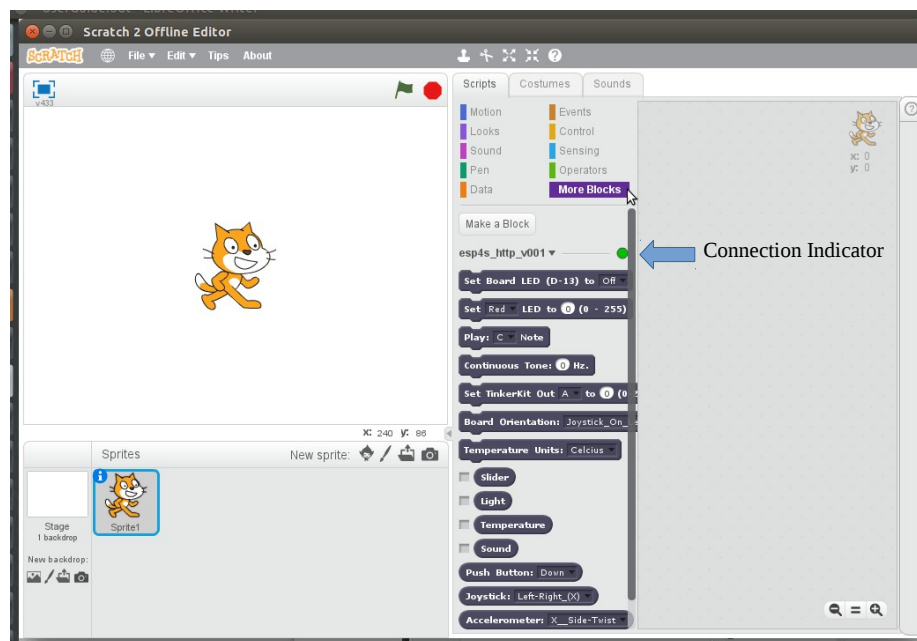 Scratch 2 Offline Editor
SCRATCH File Edit Tips About
v433
Scripts Costumes Sounds
Motion Events
Looks Control
Sound Sensing
Pen Operators
Data More Blocks
x: 0
y: 0
Make a Block
esp4s_http_v001
Connection Indicator
Set Board LED (D-13) to Off
Set Red LED to 0 (0 - 255)
Play: C Note
Continuous Tone: 0 Hz.
Set TinkerKit Out A to 0 (0
Board Orientation: Joystick_On_
Temperature Units: Celcius
Slider
Light
Temperature
Sound
Push Button: Down
Joystick: Left-Right_(X)
Accelerometer: X__Side-Twist
X: 240 Y: 86
Sprites New sprite:
Stage
1 backdrop
New backdrop:
Sprite1